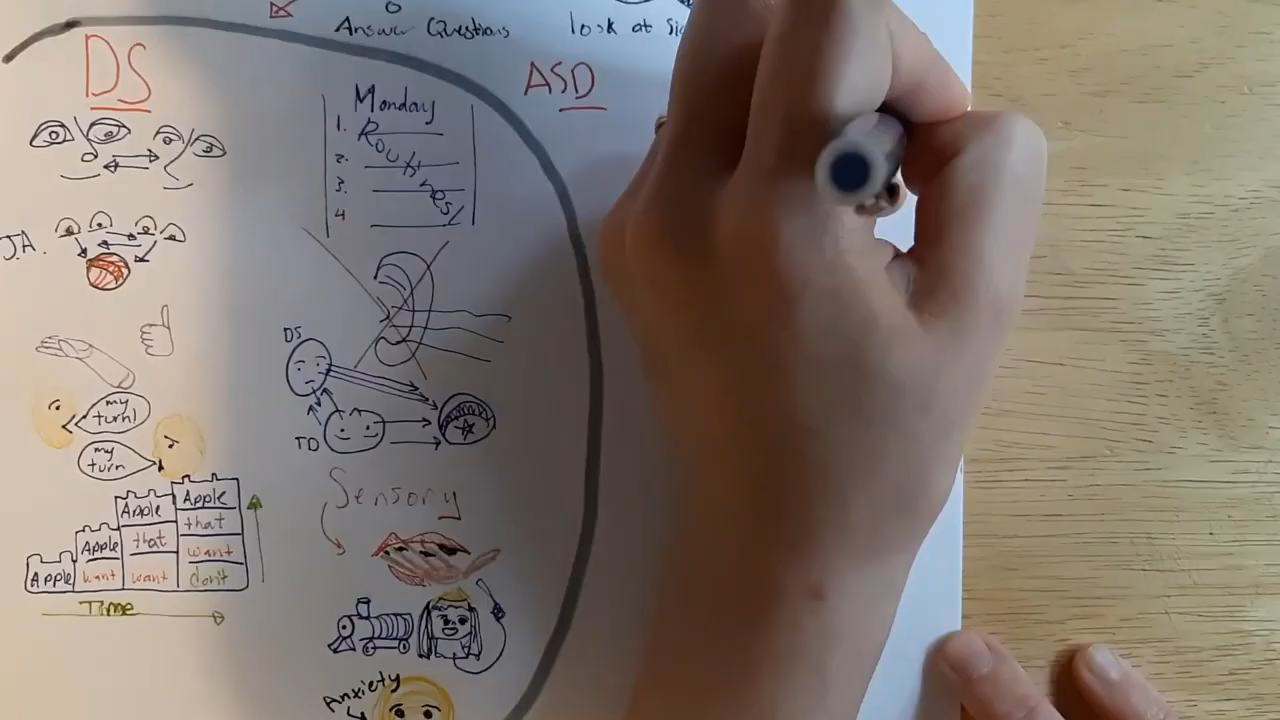 Answer Questions
look at
DS
ASD
Monday
1.
2.
3.
4
Routines
J.A.
DS
TD
my
turn!
my
turn
Sensory
Apple
Apple
that
want
don't
Apple
that
want
Apple
want
Apple
Time
Anxiety